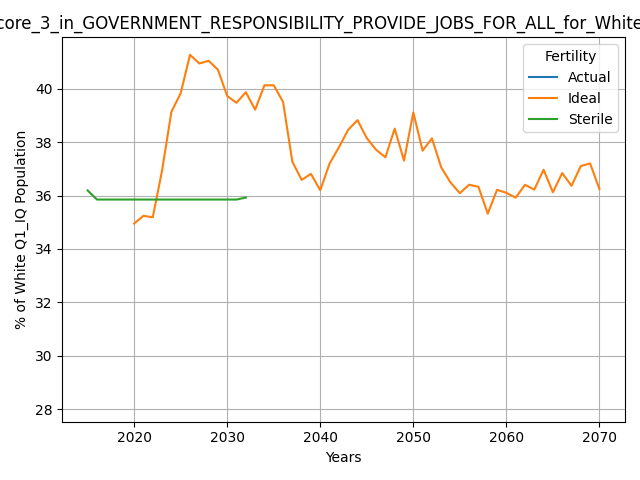 core_3_in_GOVERNMENT_RESPONSIBILITY_PROVIDE_JOBS_FOR_ALL_for_White
Fertility
Actual
Ideal
Sterile
% of White Q1_IQ Population
40
38
36
34
32
30
28
2020
2030
2040
2050
2060
2070
Years